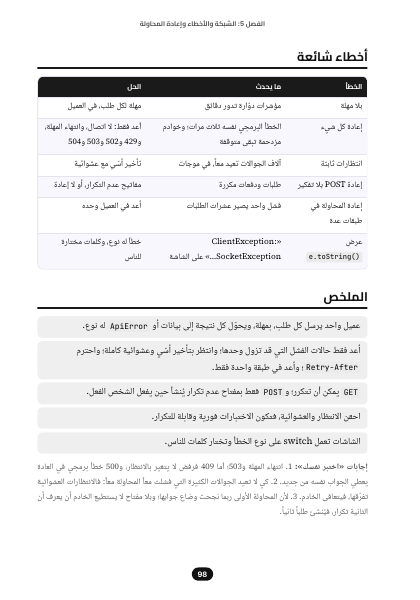 الفصل 5: الشبكة والأخطاء وإعادة المحاولة
أخطاء شائعة
الخطأ ما يحدث الحل
بلا مهلة مؤشرات دوّارة تدور دقائق مهلة لكل طلب، في العميل
إعادة كل شيء الخطأ البرمجي نفسه ثلاث مرات؛ وخوادم أعد فقط: لا اتصال، وانتهاء المهلة،
مزدحمة تبقى متوقفة و429 و502 و503 و504
انتظارات ثابتة آلاف الجوالات تعيد معاً، في موجات تأخير أسّي مع عشوائية
إعادة POST بلا تفكير طلبات ودفعات مكررة مفاتيح عدم التكرار، أو لا إعادة
إعادة المحاولة في فشل واحد يصير عشرات الطلبات أعد في العميل وحده
طبقات عدة
عرض «ClientException: خطأ له نوع، وكلمات مختارة
e.toString() SocketException…» على الشاشة للناس
الملخص
عميل واحد يرسل كل طلب، بمهلة، ويحوّل كل نتيجة إلى بيانات أو ApiError له نوع.
أعد فقط حالات الفشل التي قد تزول وحدها؛ وانتظر بتأخير أسّي وعشوائية كاملة؛ واحترم
Retry-After؛ وأعد في طبقة واحدة فقط.
GET يمكن أن تتكرر؛ و POST فقط بمفتاح عدم تكرار يُنشأ حين يفعل الشخص الفعل.
احقن الانتظار والعشوائية، فتكون الاختبارات فورية وقابلة للتكرار.
الشاشات تعمل switch على نوع الخطأ وتختار كلمات للناس.
إجابات «اختبر نفسك»: 1. انتهاء المهلة و503؛ أما 409 فرفض لا يتغير بالانتظار، و500 خطأ برمجي في العادة
يعطي الجواب نفسه من جديد. 2. كي لا تعيد الجوالات الكثيرة التي فشلت معاً المحاولة معاً؛ فالانتظارات العشوائية
تفرّقها، فيتعافى الخادم. 3. لأن المحاولة الأولى ربما نجحت وضاع جوابها؛ وبلا مفتاح لا يستطيع الخادم أن يعرف أن
الثانية تكرار، فيُنشئ طلباً ثانياً.
98